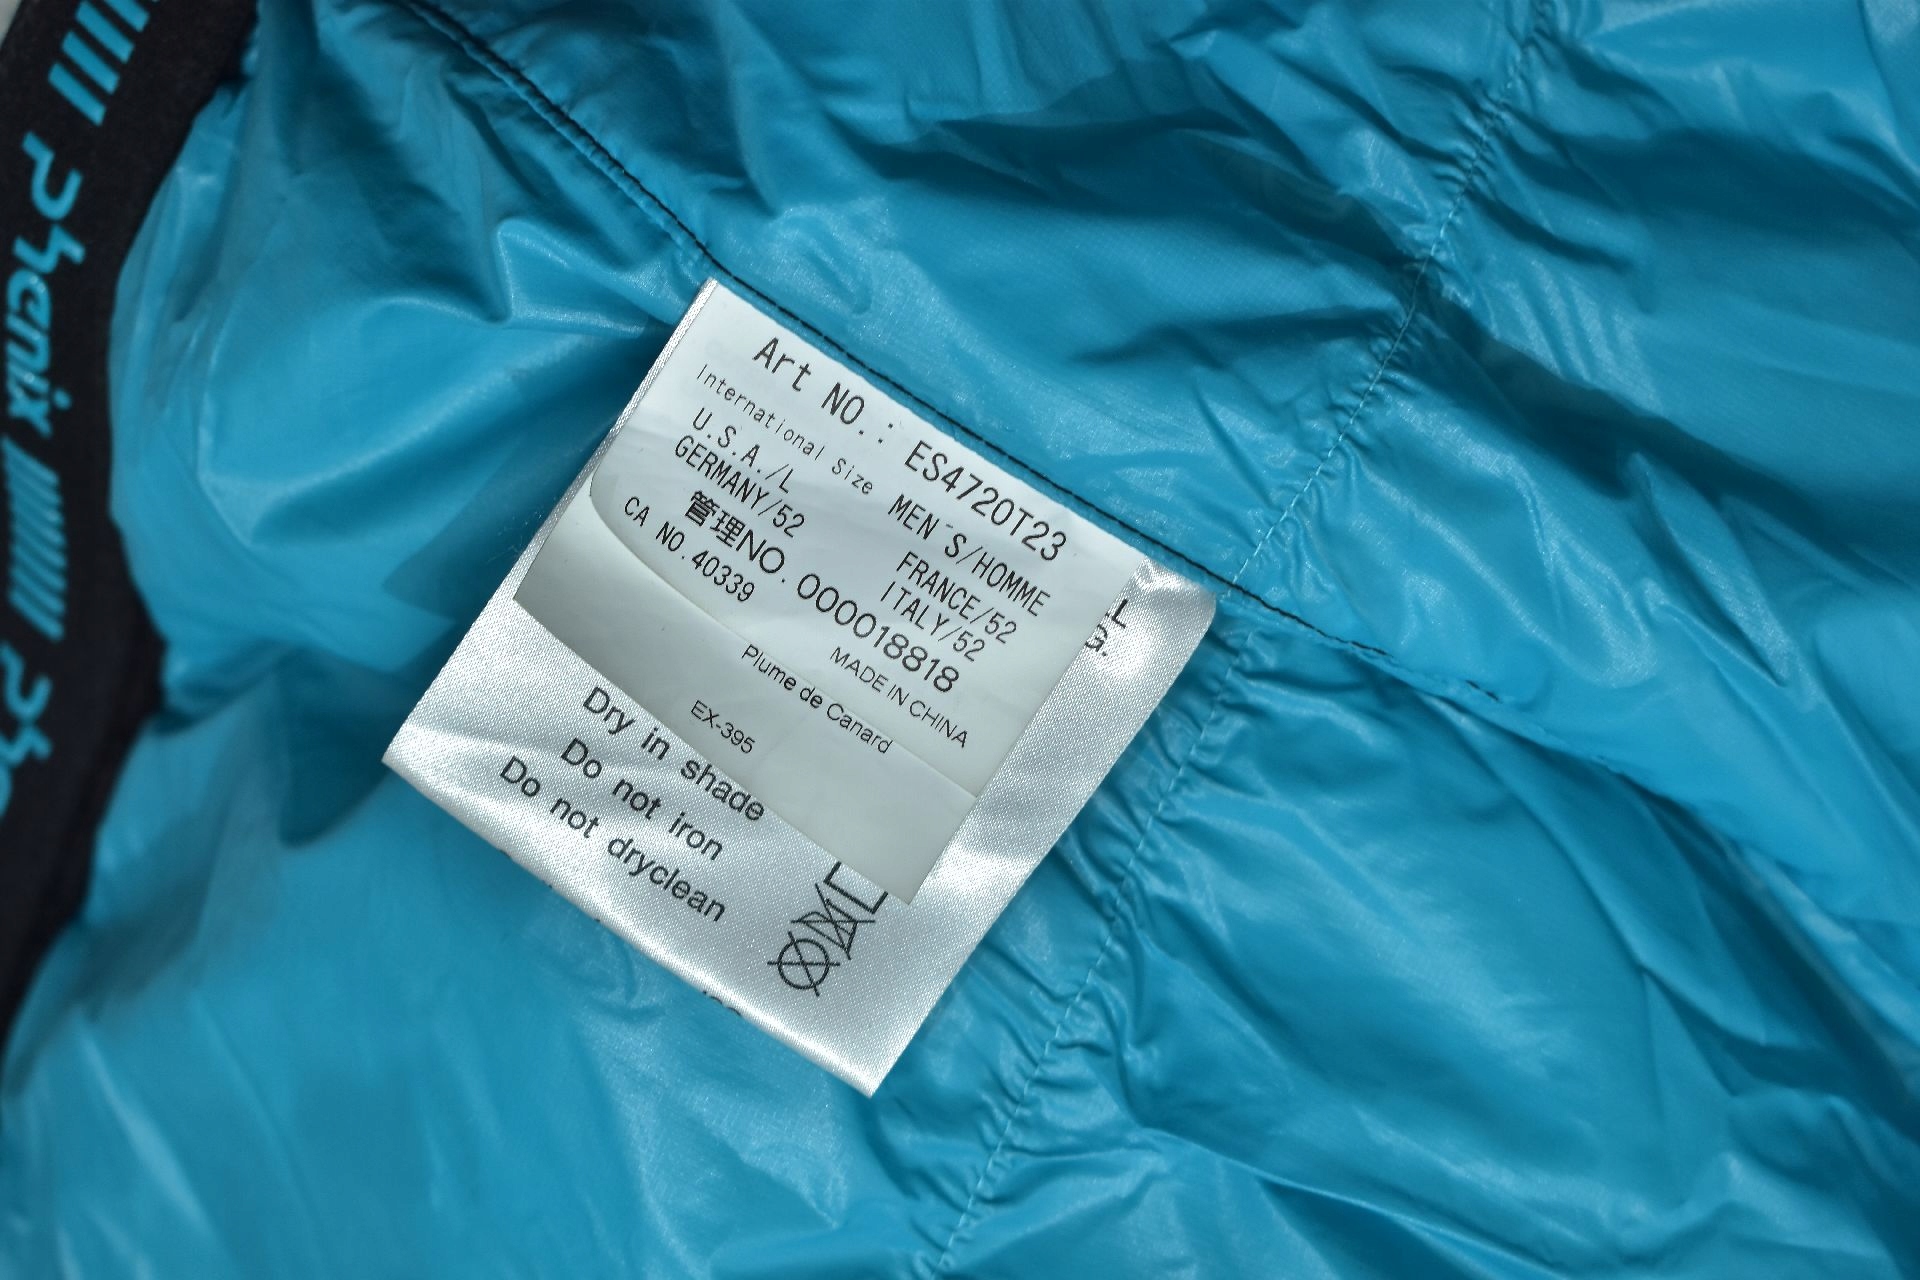 phenix
Art NO.: ES4720T23
International Size MEN'S/HOMME
U.S.A./L FRANCE/52
GERMANY/52 ITALY/52
管理NO. 000018818
CA NO.40339 MADE IN CHINA
Plume de Canard
EX-395
Dry in shade
Do not iron
Do not dryclean